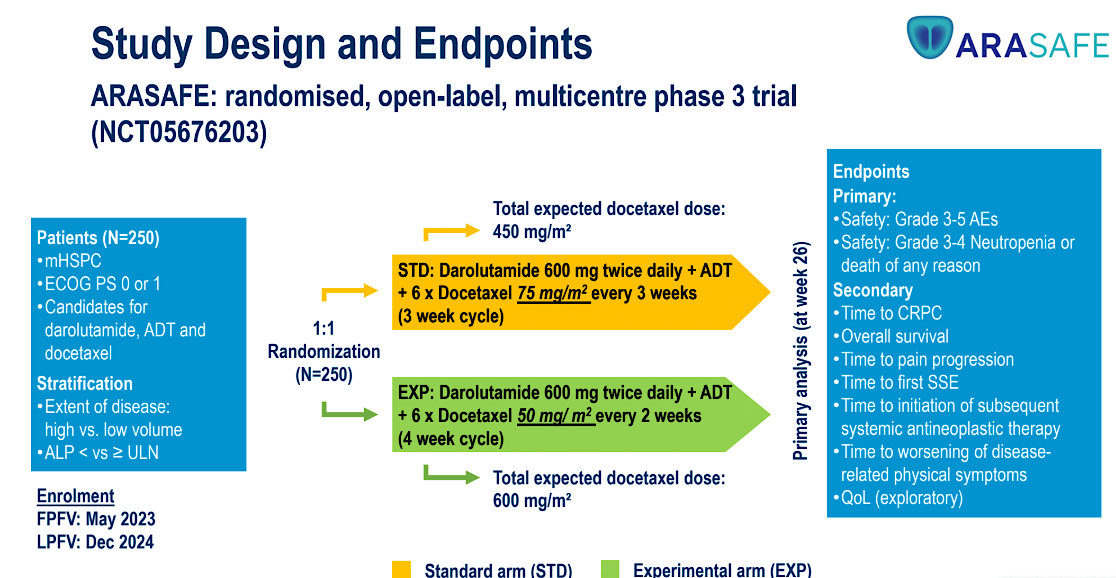 Study Design and Endpoints
ARASAFE
ARASAFE: randomised, open-label, multicentre phase 3 trial
(NCT05676203)
Patients (N=250)
•mHSPC
•ECOG PS 0 or 1
•Candidates for
darolutamide, ADT and
docetaxel
Stratification
•Extent of disease:
high vs. low volume
•ALP < vs ≥ ULN
Enrolment
FPFV: May 2023
LPFV: Dec 2024
1:1
Randomization
(N=250)
Total expected docetaxel dose:
450 mg/m²
STD: Darolutamide 600 mg twice daily + ADT
+ 6 x Docetaxel 75 mg/m² every 3 weeks
(3 week cycle)
EXP: Darolutamide 600 mg twice daily + ADT
+ 6 x Docetaxel 50 mg/ m² every 2 weeks
(4 week cycle)
Total expected docetaxel dose:
600 mg/m²
Primary analysis (at week 26)
Endpoints
Primary:
•Safety: Grade 3-5 AEs
•Safety: Grade 3-4 Neutropenia or
death of any reason
Secondary
•Time to CRPC
•Overall survival
•Time to pain progression
•Time to first SSE
•Time to initiation of subsequent
systemic antineoplastic therapy
•Time to worsening of disease-
related physical symptoms
•QoL (exploratory)
Standard arm (STD)
Experimental arm (EXP)